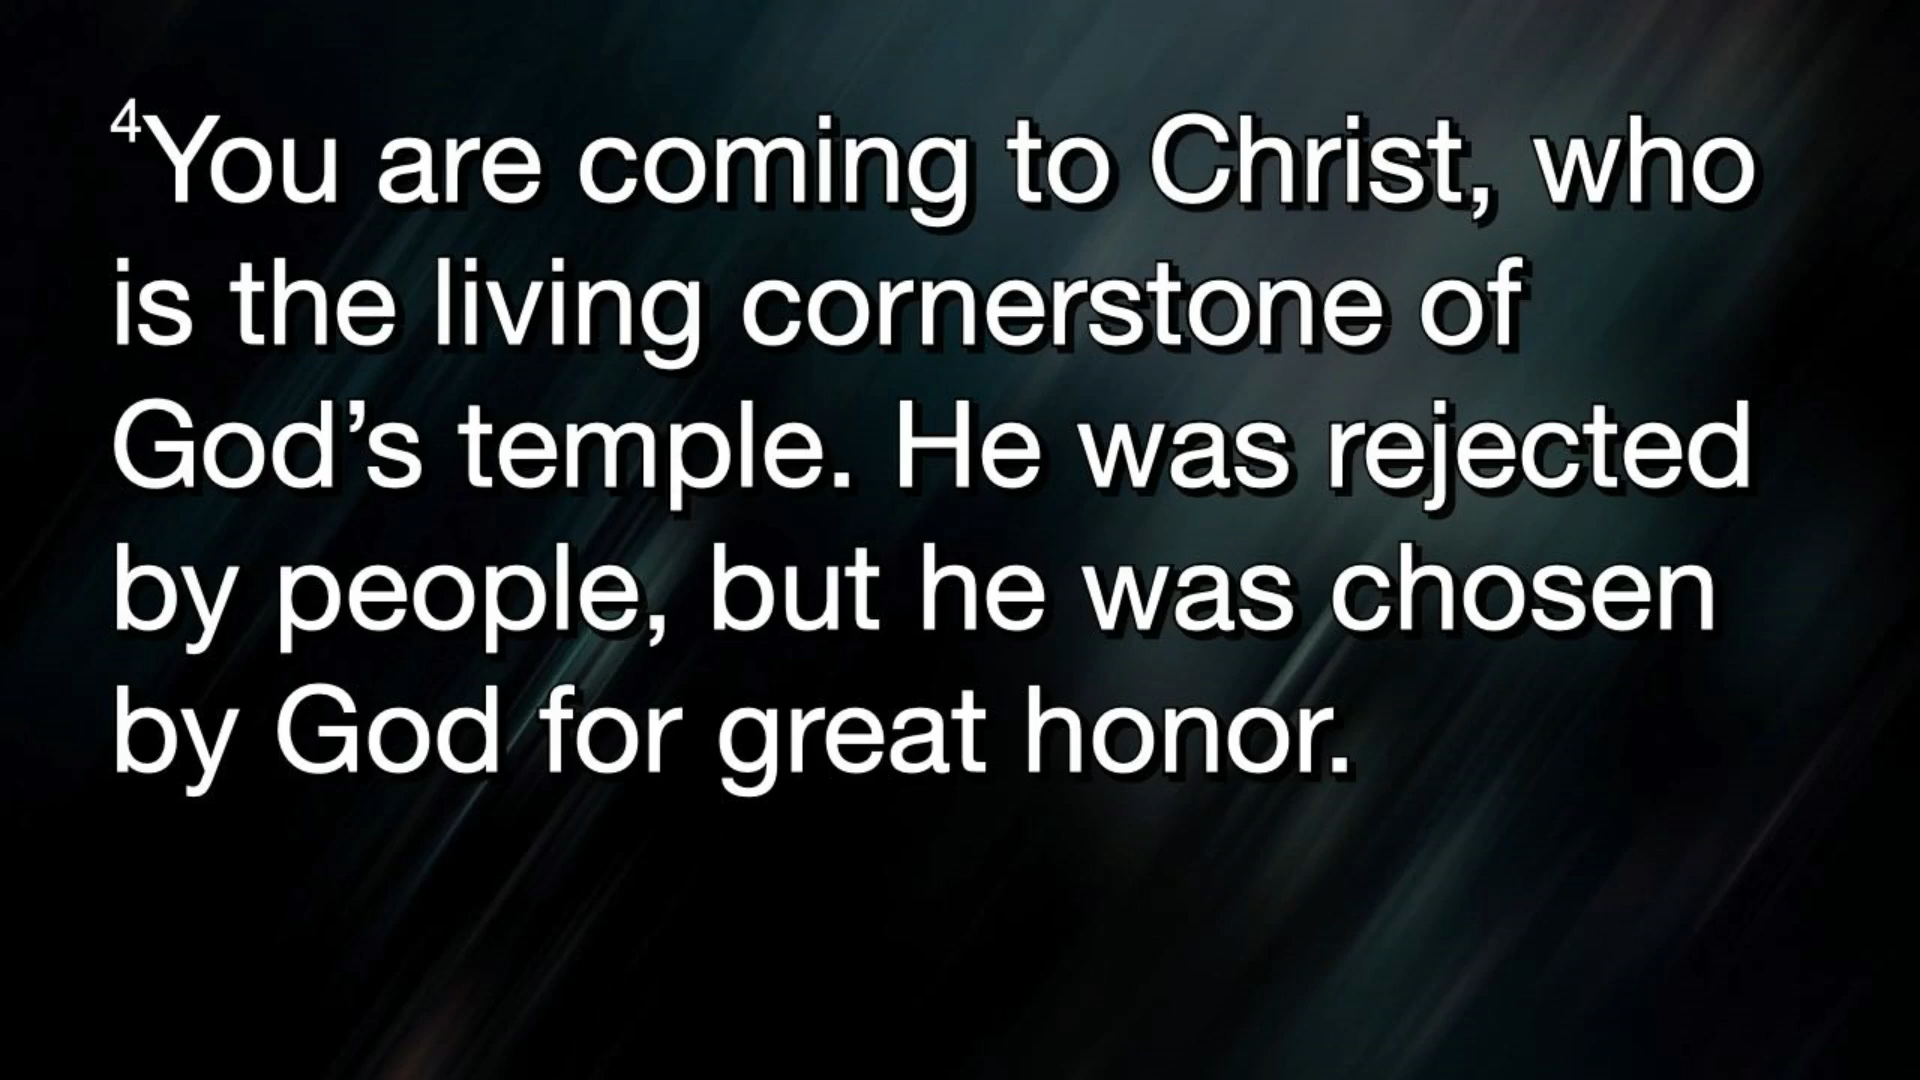 ⁴You are coming to Christ, who
is the living cornerstone of
God’s temple. He was rejected
by people, but he was chosen
by God for great honor.